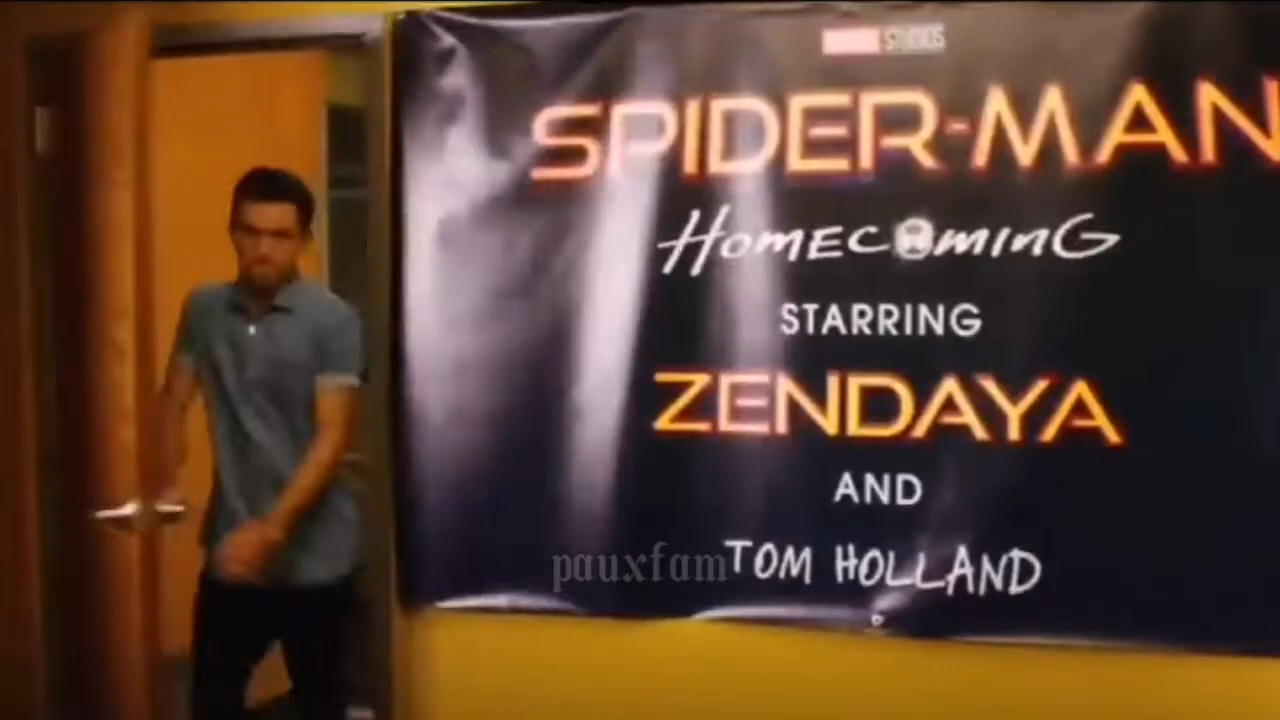 MARVEL STUDIOS
SPIDER-MAN
HOMECOMING
STARRING
ZENDAYA
AND
TOM HOLLAND
pauxfam